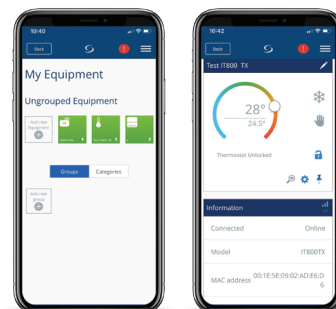 10:40
Back
My Equipment
Ungrouped Equipment
Add new
Equipment
Groups
Categories
Add new
group
10:42
Back
Test IT800 TX
28°
24.5°
Thermostat Unlocked
Information
Connected
Online
Model
IT800TX
MAC address
00:1E:5E:09:02:AD:E6:D
6